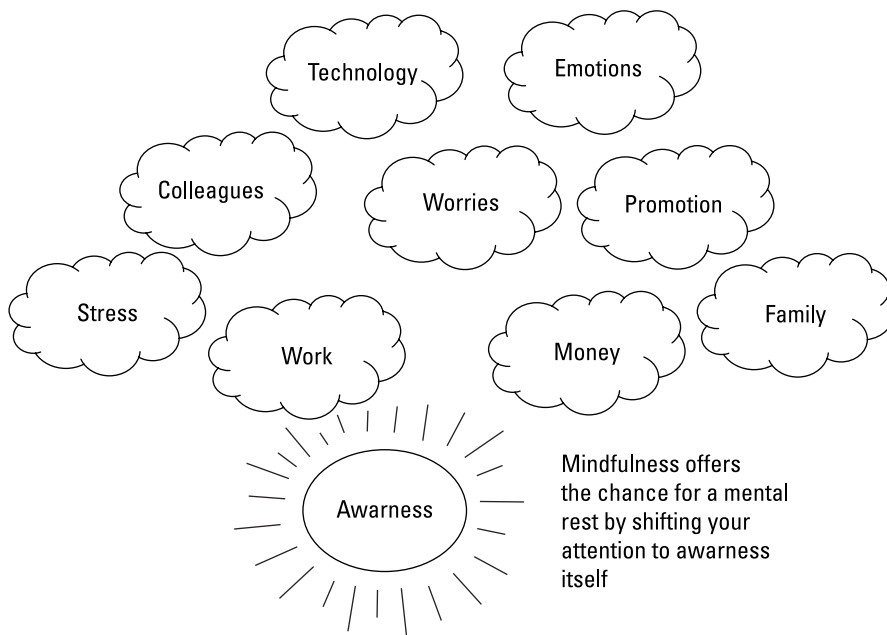 Technology
Emotions
Colleagues
Worries
Promotion
Stress
Work
Money
Family
Awarness
Mindfulness offers
the chance for a mental
rest by shifting your
attention to awarness
itself